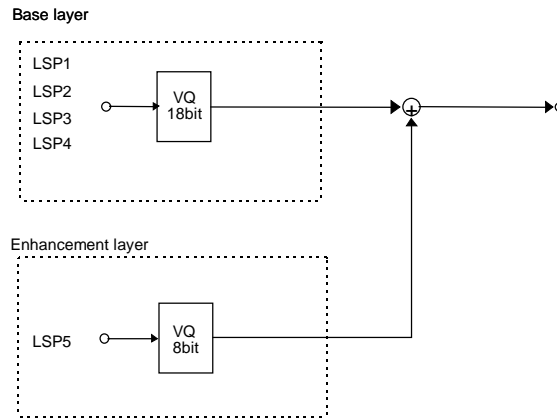 Base layer
LSP1
LSP2
LSP3
LSP4
VQ
18bit
+
Enhancement layer
LSP5
VQ
8bit